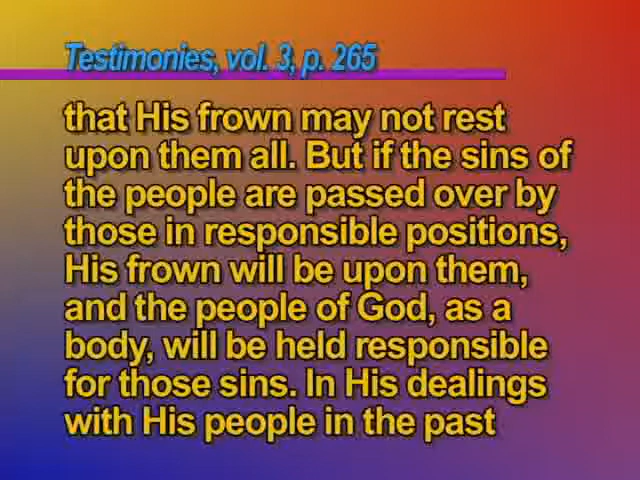 Testimonies, vol. 3, p. 265
that His frown may not rest
upon them all. But if the sins of
the people are passed over by
those in responsible positions,
His frown will be upon them,
and the people of God, as a
body, will be held responsible
for those sins. In His dealings
with His people in the past